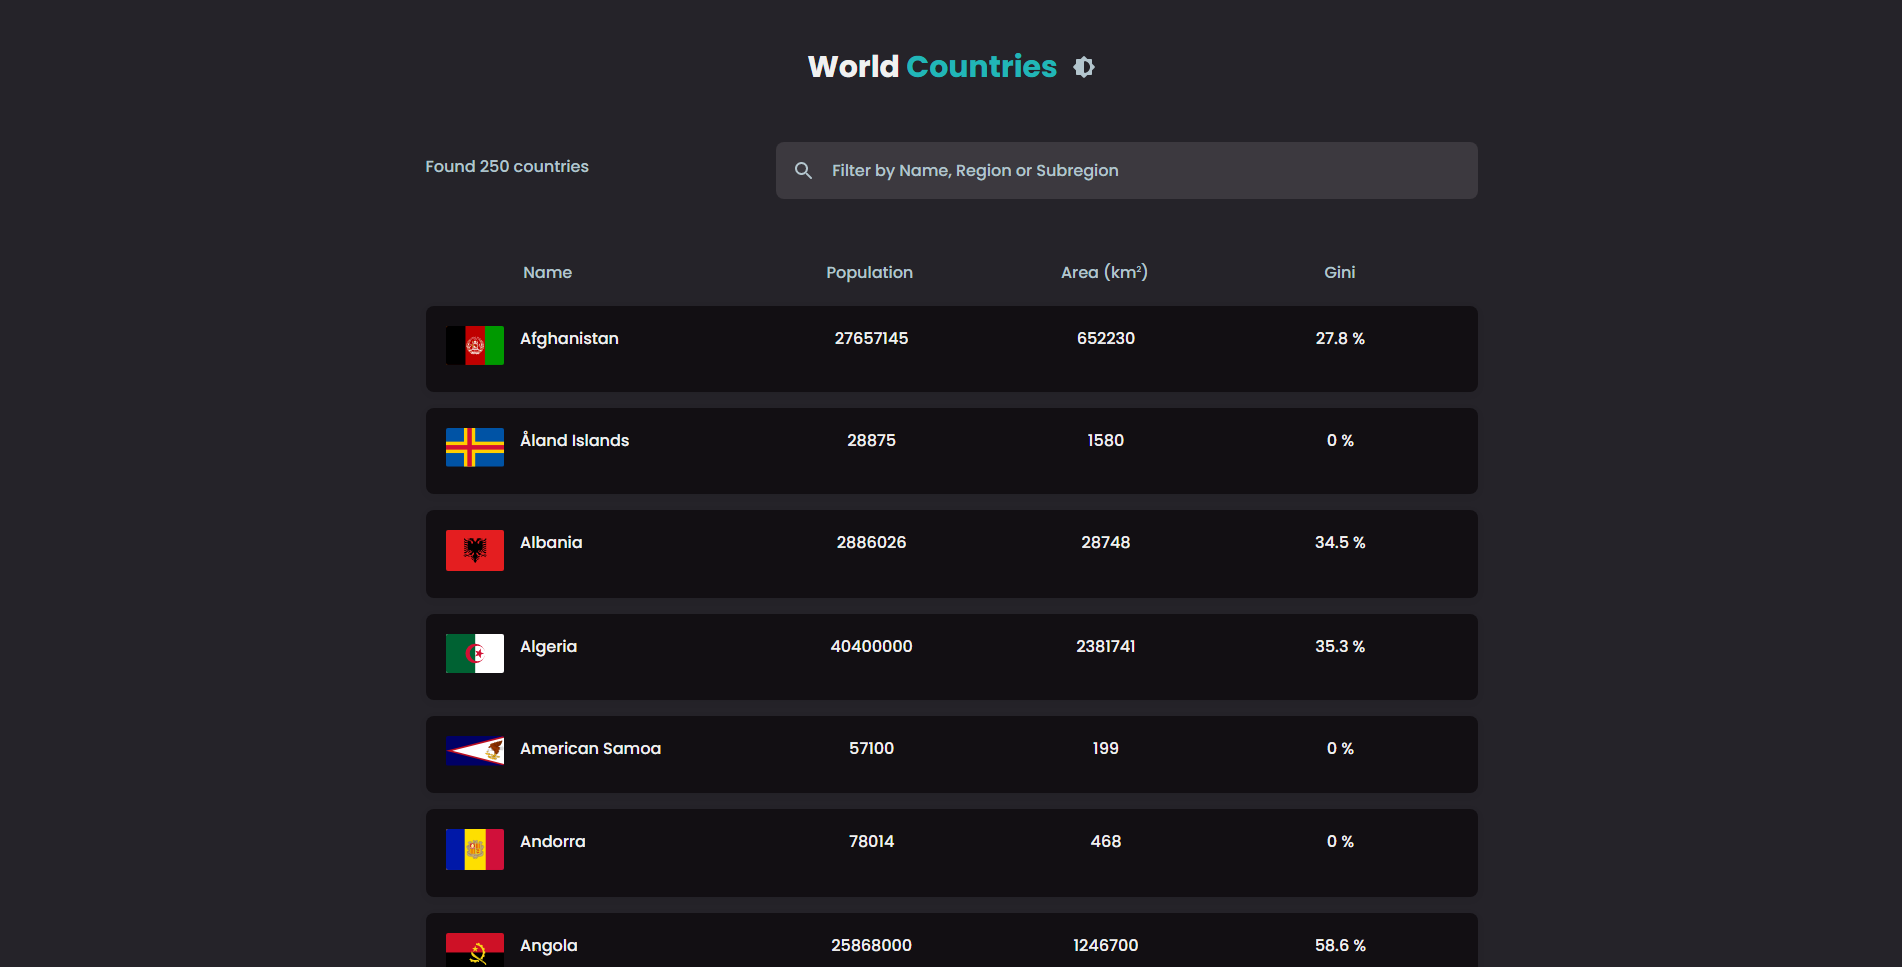 World Countries
Found 250 countries
Filter by Name, Region or Subregion
Name Population Area (km²) Gini
Afghanistan 27657145 652230 27.8 %
Åland Islands 28875 1580 0 %
Albania 2886026 28748 34.5 %
Algeria 40400000 2381741 35.3 %
American Samoa 57100 199 0 %
Andorra 78014 468 0 %
Angola 25868000 1246700 58.6 %